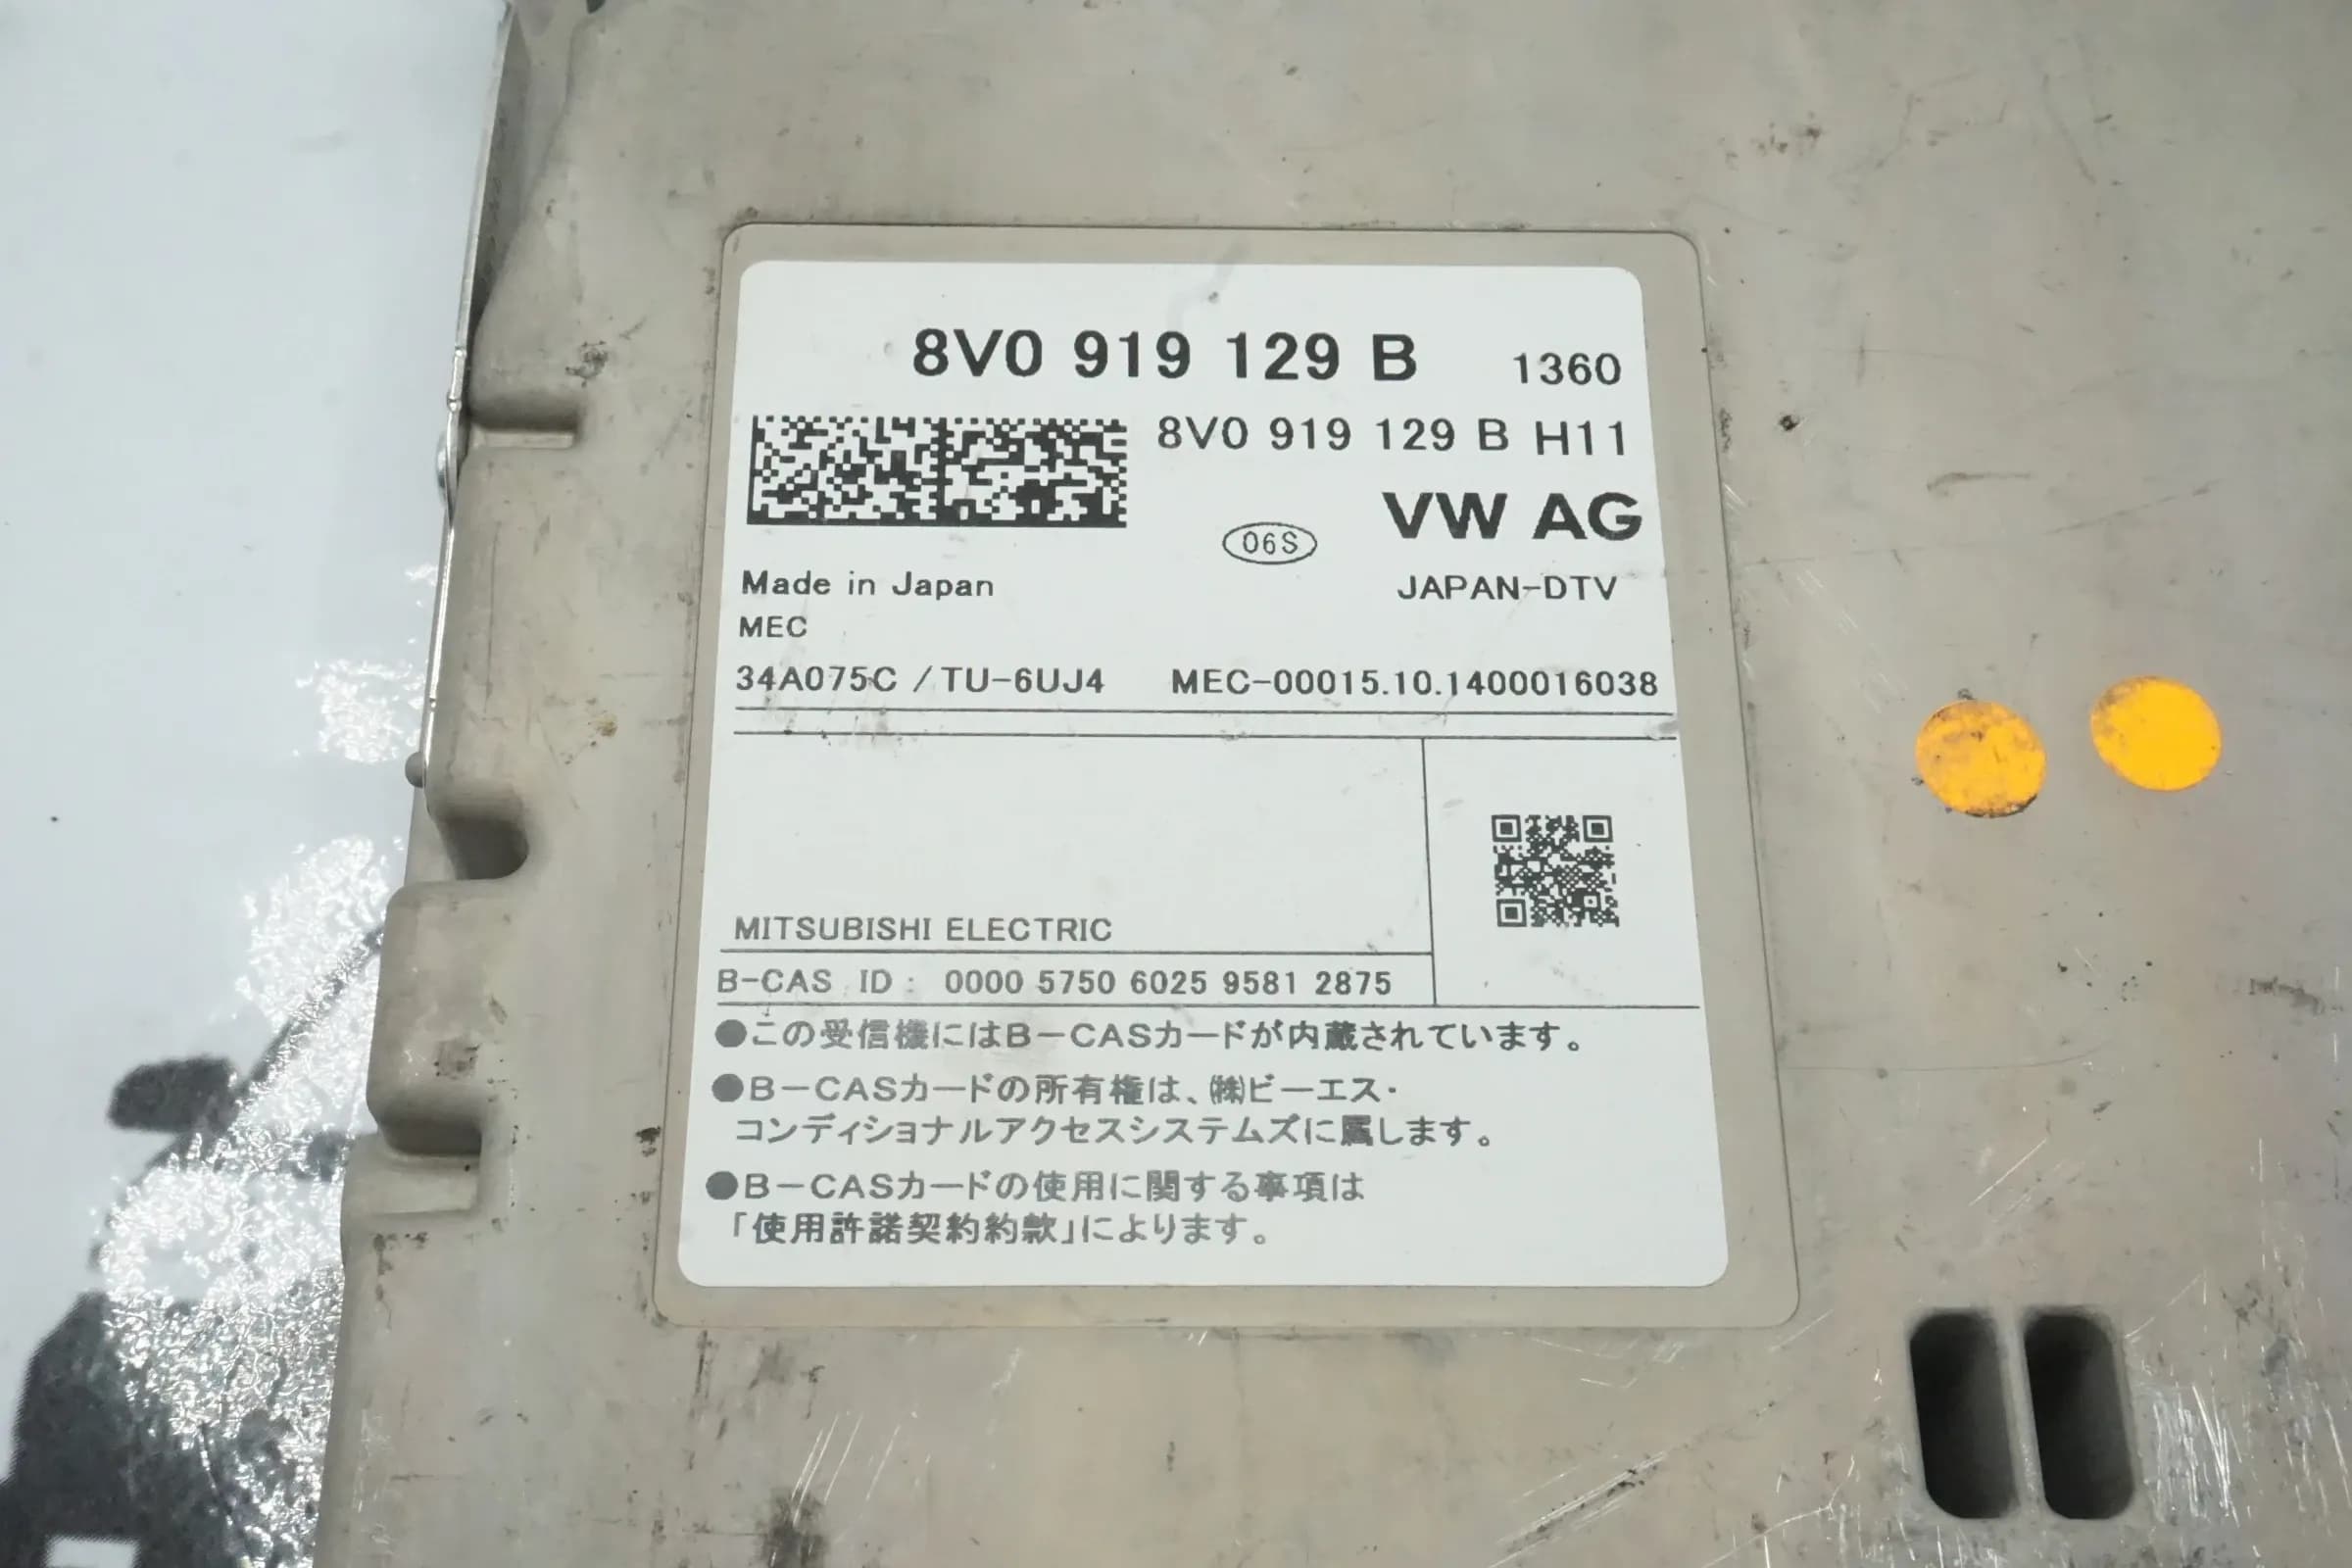 8V0 919 129 B 1360
8V0 919 129 B H11
VW AG
06S
Made in Japan JAPAN-DTV
MEC
34A075C / TU-6UJ4 MEC-00015.10.1400016038
MITSUBISHI ELECTRIC
B-CAS ID: 0000 5750 6025 9581 2875
●この受信機にはB-CASカードが内蔵されています。
●B-CASカードの所有権は、㈱ビーエス・
コンディショナルアクセスシステムズに属します。
●B-CASカードの使用に関する事項は
「使用許諾契約約款」によります。